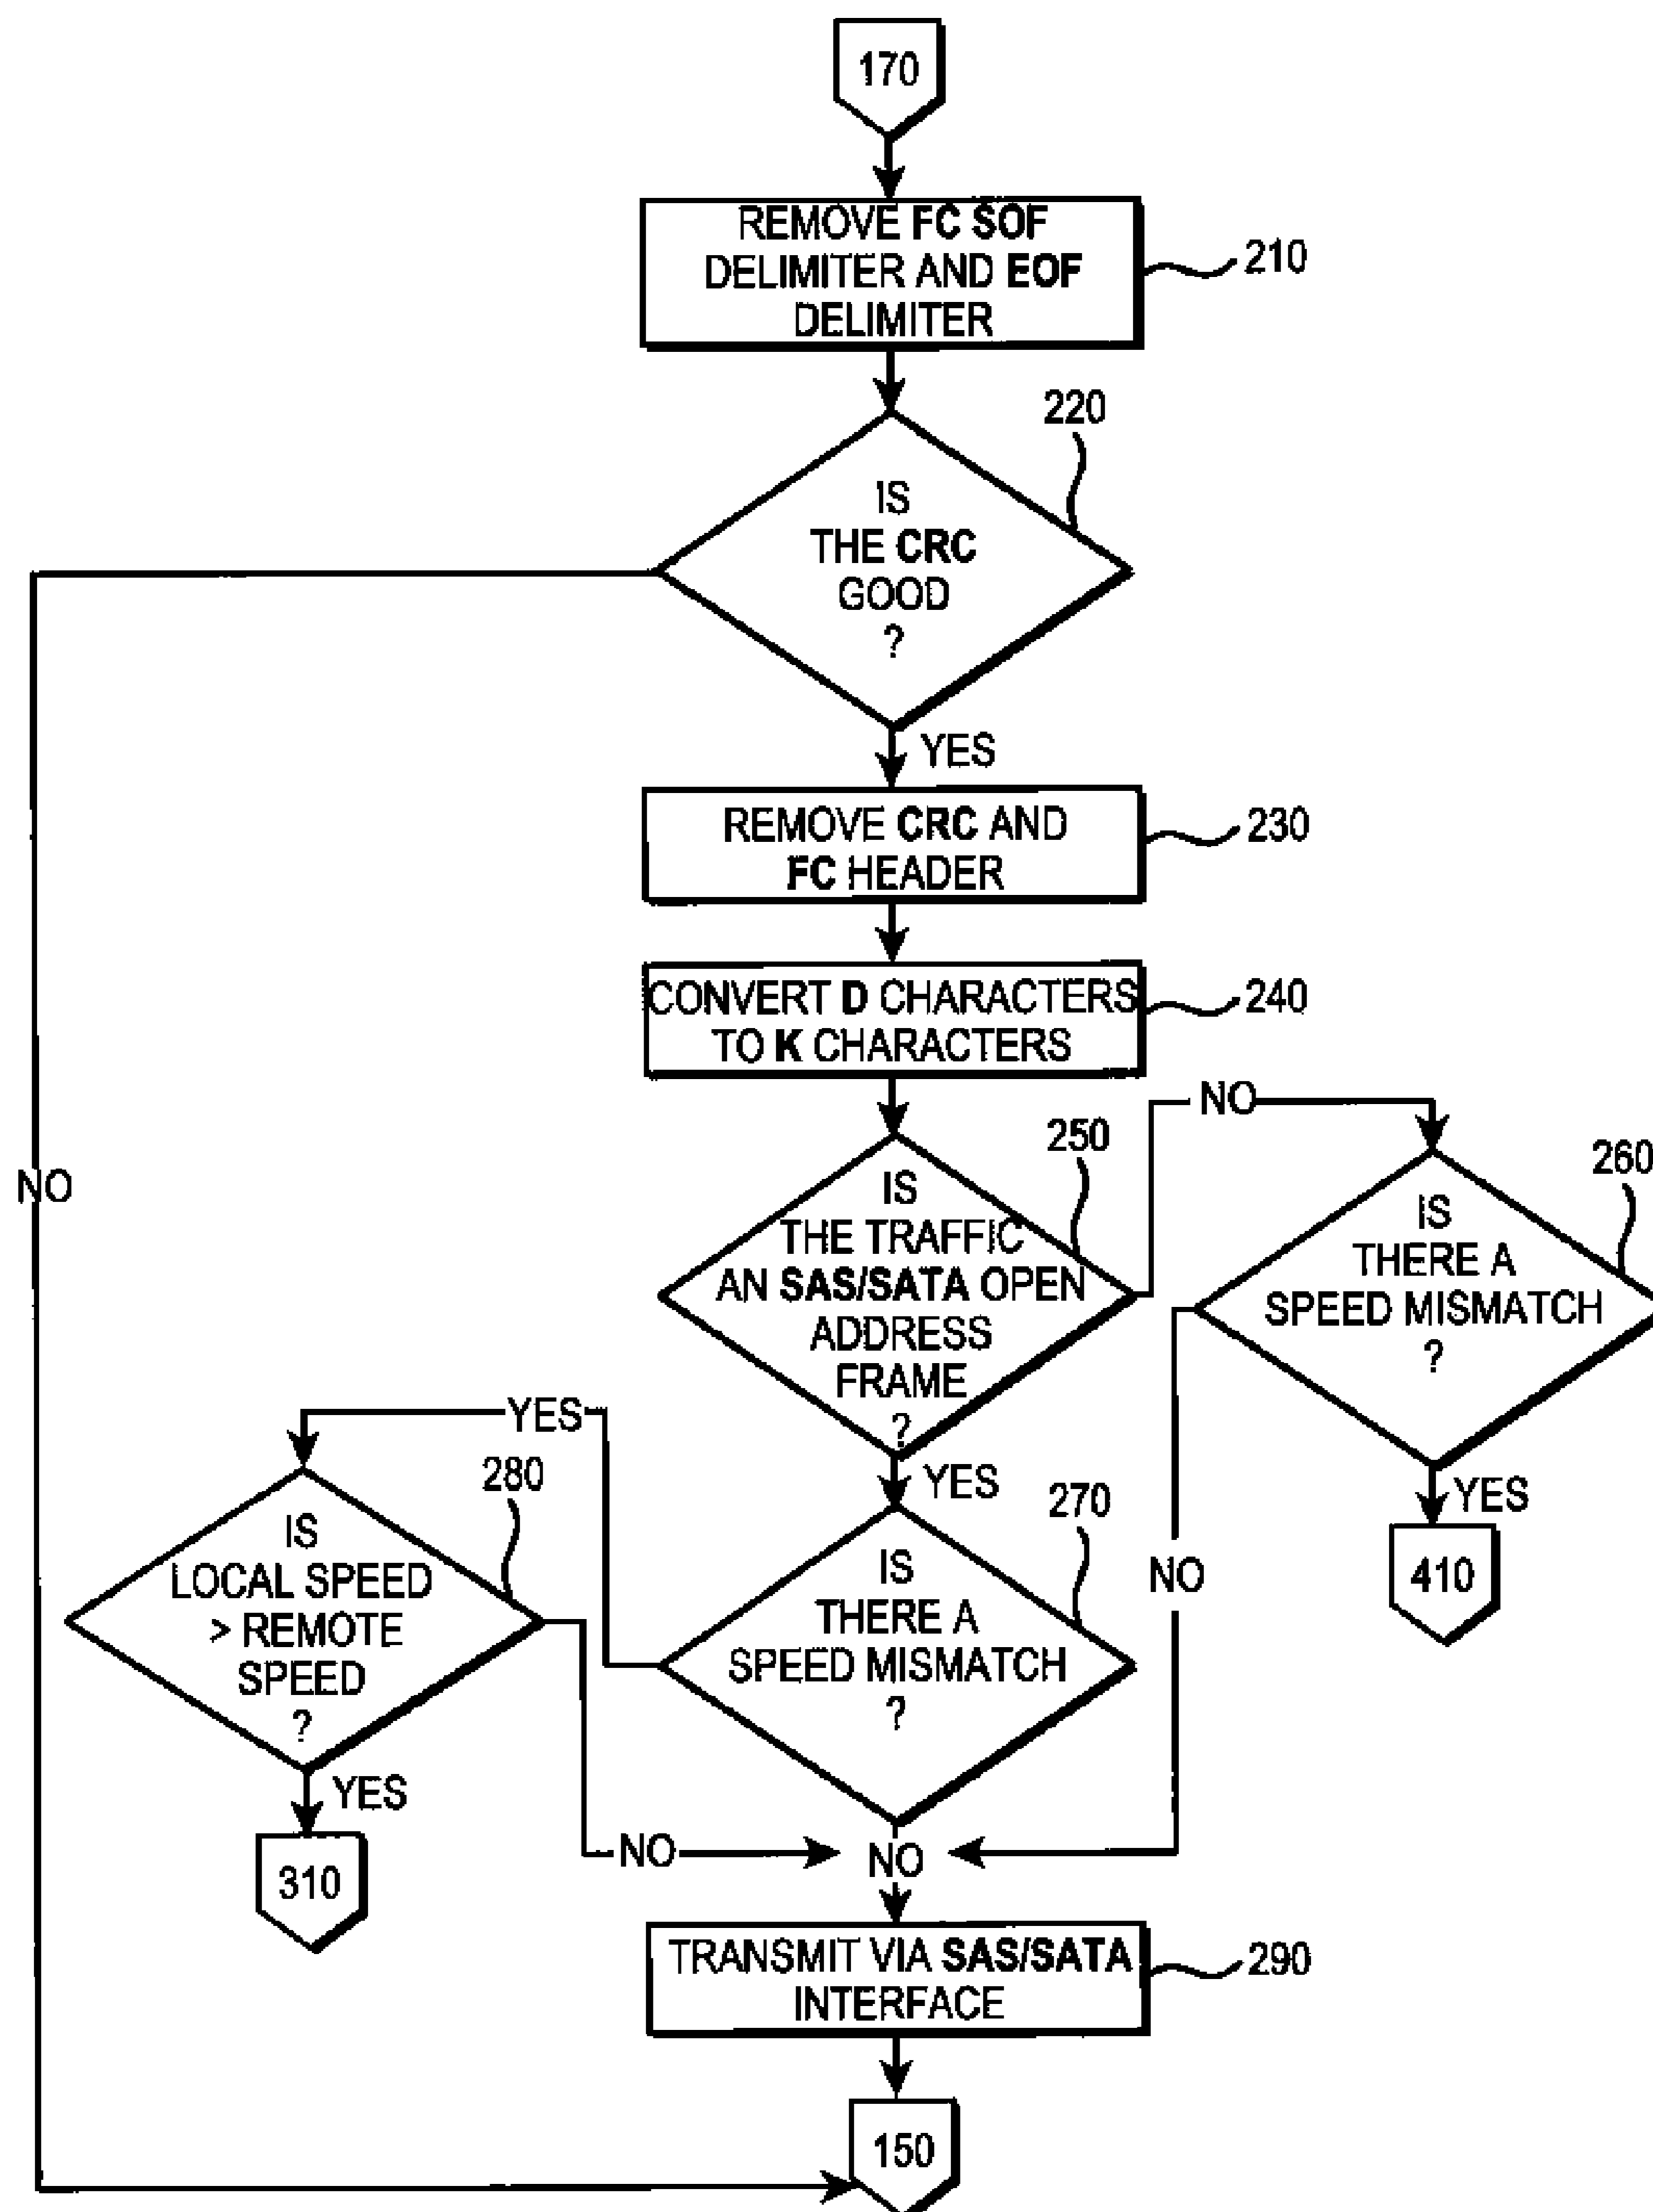 170
REMOVE FC SOF
DELIMITER AND EOF
DELIMITER
210
220
IS
THE CRC
GOOD
?
YES
NO
REMOVE CRC AND
FC HEADER
230
CONVERT D CHARACTERS
TO K CHARACTERS
240
NO
250
IS
THE TRAFFIC
AN SAS/SATA OPEN
ADDRESS
FRAME
?
YES
260
IS
THERE A
SPEED MISMATCH
?
YES
410
NO
YES
280
IS
LOCAL SPEED
> REMOTE
SPEED
?
YES
310
NO
270
IS
THERE A
SPEED MISMATCH
?
NO
TRANSMIT VIA SAS/SATA
INTERFACE
290
150